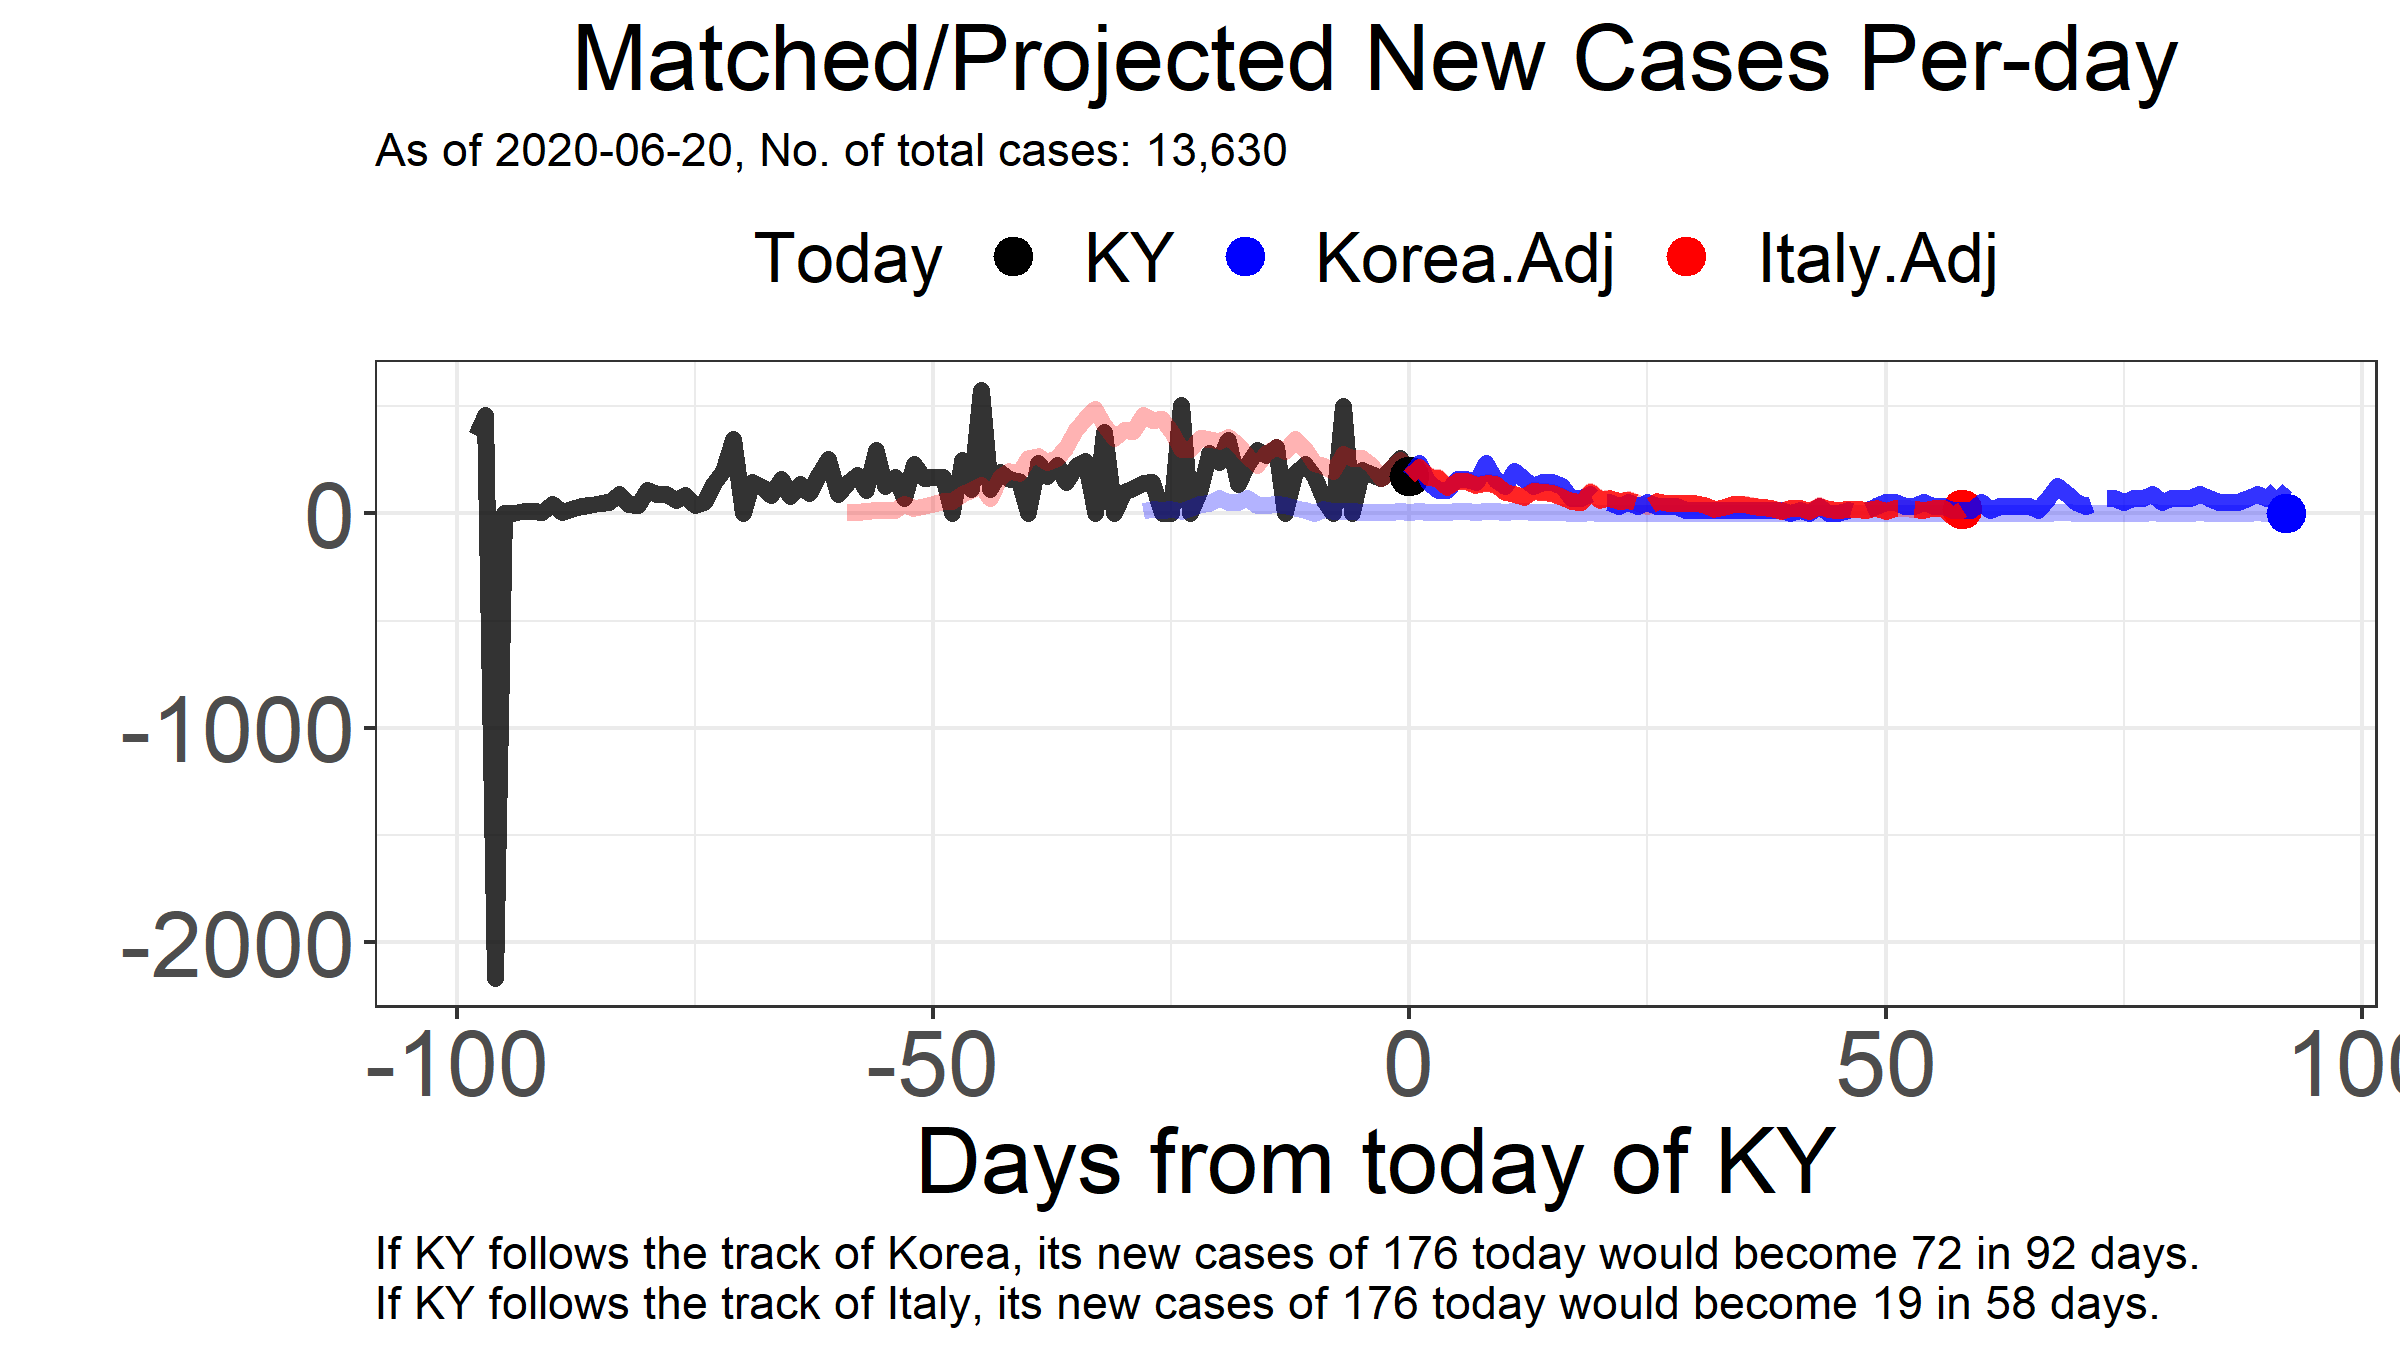 Matched/Projected New Cases Per-day
As of 2020-06-20, No. of total cases: 13,630
Today KY Korea.Adj Italy.Adj
0
-1000
-2000
-100 -50 0 50 100
Days from today of KY
If KY follows the track of Korea, its new cases of 176 today would become 72 in 92 days.
If KY follows the track of Italy, its new cases of 176 today would become 19 in 58 days.